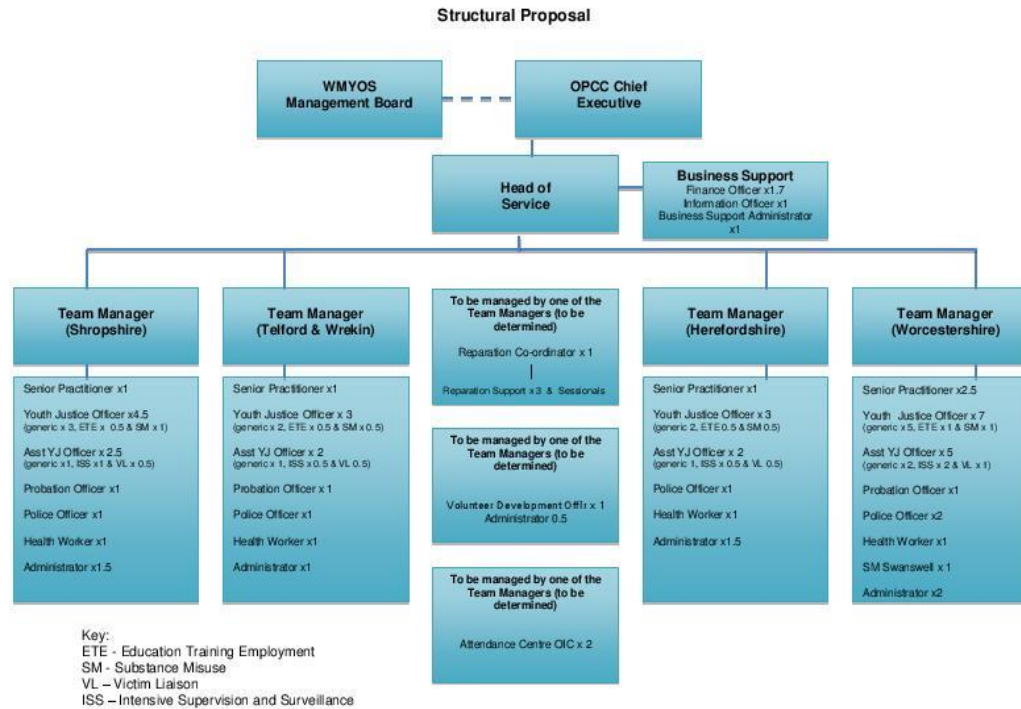 Structural Proposal
WMYOS
Management Board
OPCC Chief
Executive
Head of
Service
Business Support
Finance Officer x1.7
Information Officer x1
Business Support Administrator
x1
Team Manager
(Shropshire)
Senior Practitioner x1
Youth Justice Officer x4.5
(generic x 3, ETE x 0.5 & SM x 1)
Asst YJ Officer x 2.5
(generic x1, ISS x1 & VL x 0.5)
Probation Officer x1
Police Officer x1
Health Worker x1
Administrator x1.5
Team Manager
(Telford & Wrekin)
Senior Practitioner x1
Youth Justice Officer x 3
(generic x 2, ETE x 0.5 & SM x 0.5)
Asst YJ Officer x 2
(generic x 1, ISS x 0.5 & VL 0.5)
Probation Officer x 1
Police Officer x1
Health Worker x1
Administrator x1
To be managed by one of the
Team Managers (to be
determined)
Reparation Co-ordinator x 1
Reparation Support x 3 & Sessionals
To be managed by one of the
Team Managers (to be
determined)
Volunteer Development Offir x 1
Administrator 0.5
To be managed by one of the
Team Managers (to be
determined)
Attendance Centre OIC x 2
Team Manager
(Herefordshire)
Senior Practitioner x1
Youth Justice Officer x 3
(generic 2, ETE 0.5 & SM 0.5)
Asst YJ Officer x 2
(generic 1, ISS x 0.5 & VL 0.5)
Police Officer x1
Health Worker x1
Administrator x1.5
Team Manager
(Worcestershire)
Senior Practitioner x2.5
Youth Justice Officer x 7
(generic x 5, ETE x 1 & SM x 1)
Asst YJ Officer x 5
(generic x 2, ISS x 2 & VL x 1)
Probation Officer x1
Police Officer x2
Health Worker x1
SM Swanswell x 1
Administrator x2
Key:
ETE - Education Training Employment
SM - Substance Misuse
VL – Victim Liaison
ISS – Intensive Supervision and Surveillance